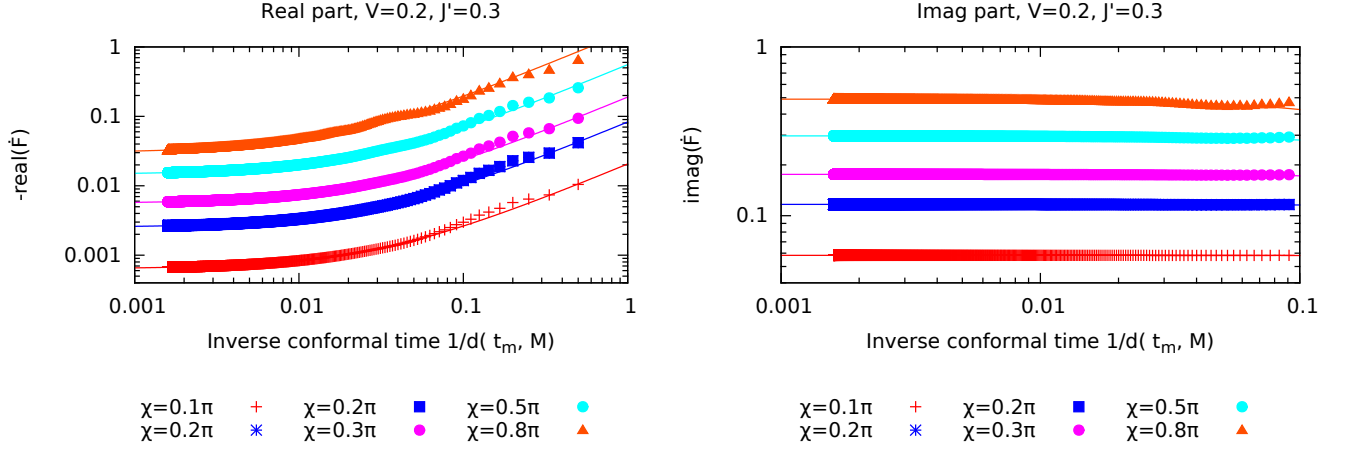 Real part, V=0.2, J'=0.3
1
0.1
0.01
0.001
-real(Ḟ)
0.001
0.01
0.1
1
Inverse conformal time 1/d( tm, M)
χ=0.1π
χ=0.2π
χ=0.5π
χ=0.2π
χ=0.3π
χ=0.8π
Imag part, V=0.2, J'=0.3
1
0.1
imag(Ḟ)
0.001
0.01
0.1
Inverse conformal time 1/d( tm, M)
χ=0.1π
χ=0.2π
χ=0.5π
χ=0.2π
χ=0.3π
χ=0.8π